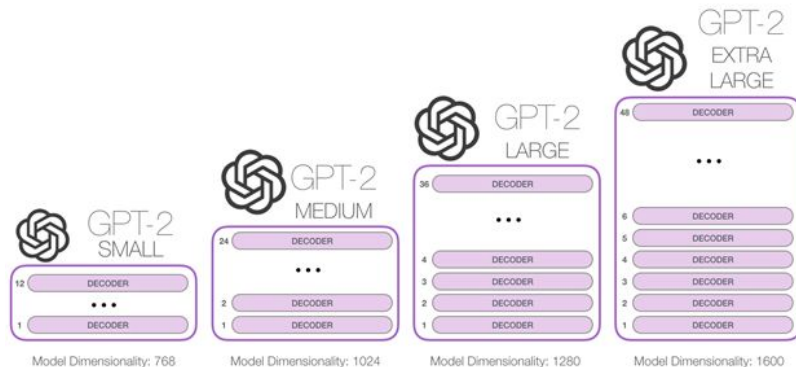 GPT-2
SMALL
12 DECODER
...
1 DECODER
Model Dimensionality: 768
GPT-2
MEDIUM
24 DECODER
...
2 DECODER
1 DECODER
Model Dimensionality: 1024
GPT-2
LARGE
36 DECODER
...
4 DECODER
3 DECODER
2 DECODER
1 DECODER
Model Dimensionality: 1280
GPT-2
EXTRA
LARGE
48 DECODER
...
6 DECODER
5 DECODER
4 DECODER
3 DECODER
2 DECODER
1 DECODER
Model Dimensionality: 1600